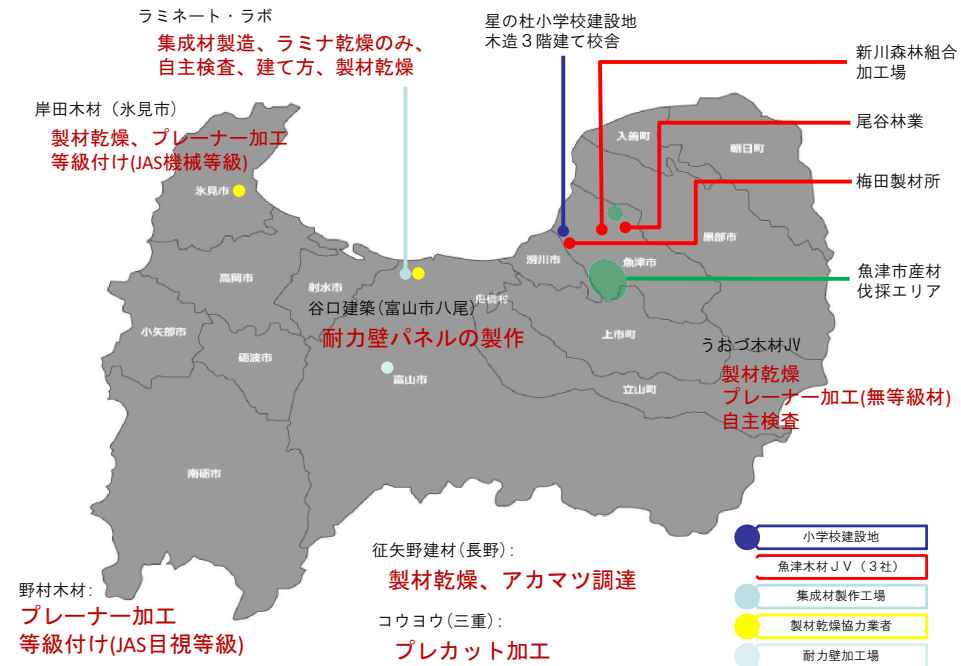 ラミネート・ラボ
集成材製造、ラミナ乾燥のみ、
自主検査、建て方、製材乾燥
星の杜小学校建設地
木造３階建て校舎
新川森林組合
加工場
尾谷林業
梅田製材所
魚津市産材
伐採エリア
岸田木材（氷見市）
製材乾燥、プレーナー加工
等級付け(JAS機械等級)
氷見市
高岡市
射水市
小矢部市
砺波市
南砺市
富山市
舟橋村
滑川市
魚津市
上市町
立山町
黒部市
入善町
朝日町
谷口建築(富山市八尾)
耐力壁パネルの製作
うおづ木材JV
製材乾燥
プレーナー加工(無等級材)
自主検査
征矢野建材(長野):
製材乾燥、アカマツ調達
コウヨウ(三重):
プレカット加工
野村木材:
プレーナー加工
等級付け(JAS目視等級)
小学校建設地
魚津木材ＪＶ（３社）
集成材製作工場
製材乾燥協力業者
耐力壁加工場